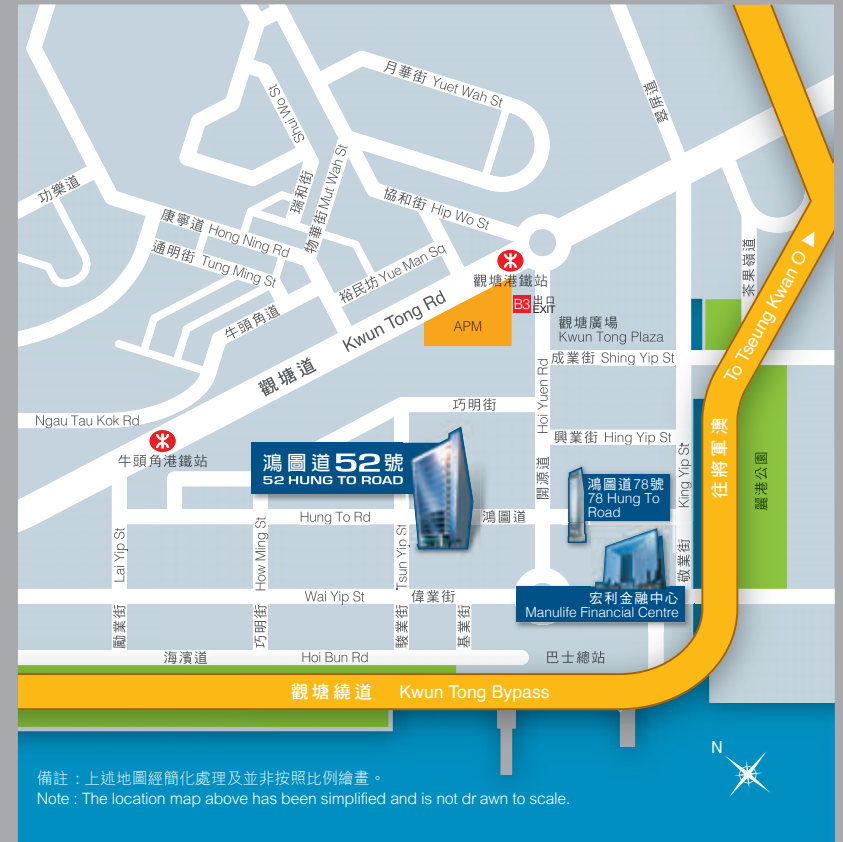 月華街 Yuet Wah St
Shui Wo St
翠屏道
功樂道
瑞和街
物華街 Mut Wah St
協和街 Hip Wo St
康寧道 Hong Ning Rd
通明街 Tung Ming St
裕民坊 Yue Man Sq
觀塘港鐵站
茶果嶺道
B3 出口
EXIT
APM
觀塘廣場
Kwun Tong Plaza
牛頭角道
觀塘道 Kwun Tong Rd
成業街 Shing Yip St
To Tseung Kwan O
往將軍澳
巧明街
Hoi Yuen Rd
開源道
Ngau Tau Kok Rd
牛頭角港鐵站
興業街 Hing Yip St
King Yip St
敬業街
麗港公園
鴻圖道52號
52 HUNG TO ROAD
鴻圖道78號
78 Hung To
Road
Hung To Rd
鴻圖道
Lai Yip St
How Ming St
Tsun Yip St
宏利金融中心
Manulife Financial Centre
Wai Yip St 偉業街
勵業街
巧明街
駿業街
基業街
海濱道 Hoi Bun Rd
巴士總站
觀塘繞道 Kwun Tong Bypass
N
備註：上述地圖經簡化處理及並非按照比例繪畫。
Note : The location map above has been simplified and is not dr awn to scale.